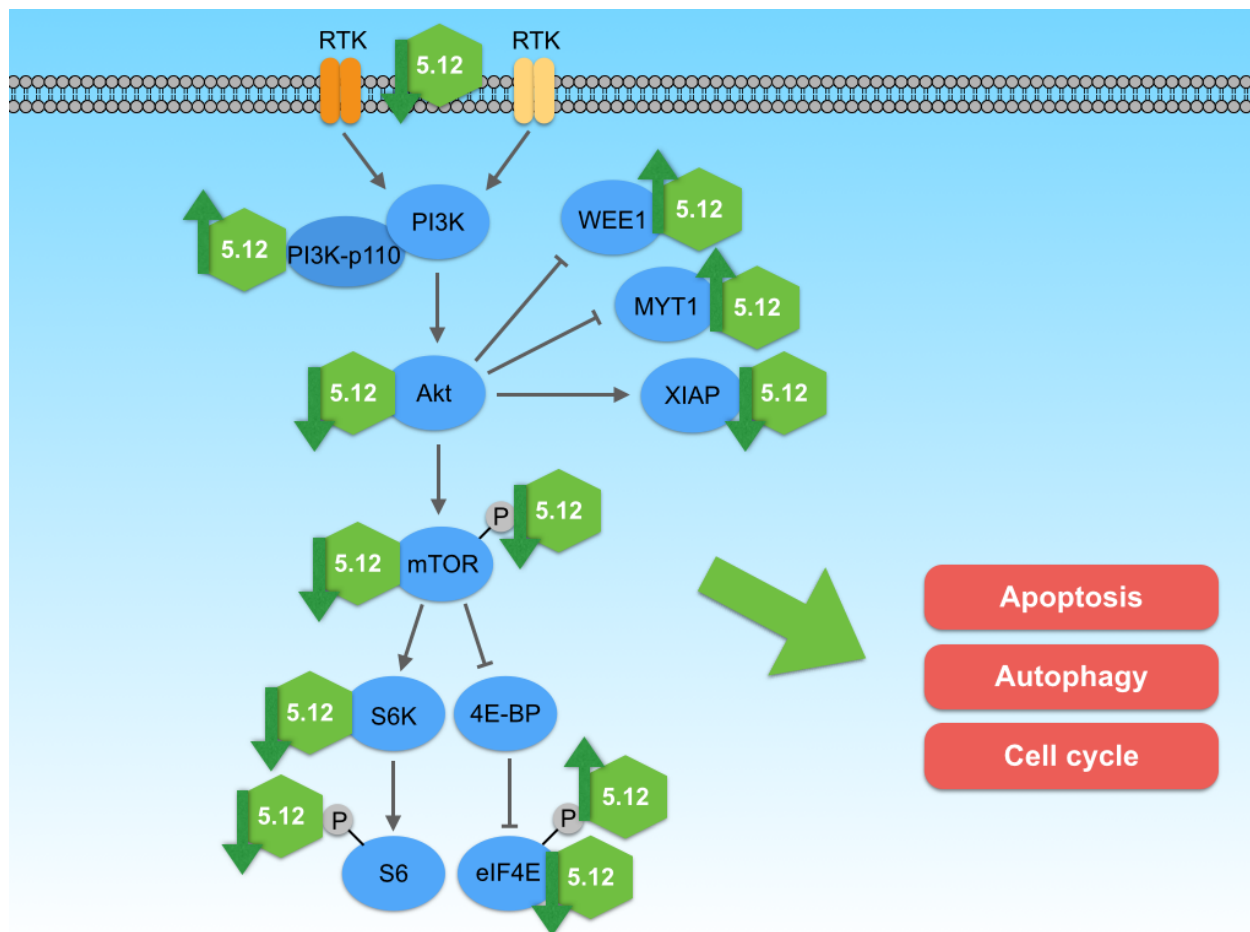 RTK
5.12
RTK
PI3K
WEE1
5.12
5.12
PI3K-p110
MYT1
5.12
5.12
Akt
XIAP
5.12
P
5.12
5.12
mTOR
Apoptosis
Autophagy
Cell cycle
5.12
S6K
4E-BP
5.12
P
P
5.12
S6
eIF4E
5.12